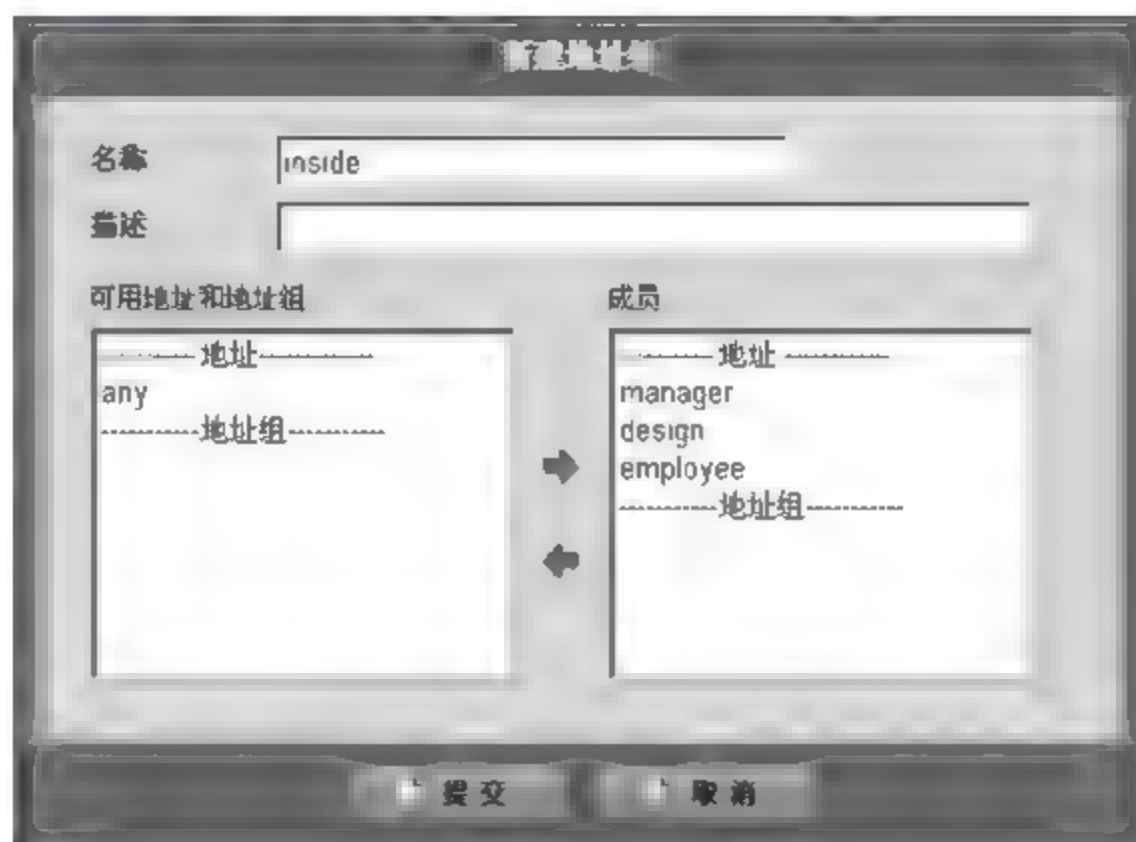 新建地址组
名称
inside
描述
可用地址和地址组
成员
--------- 地址-----------
any
----------地址组----------
--------- 地址 ----------
manager
design
employee
----------地址组----------
提 交
取 消